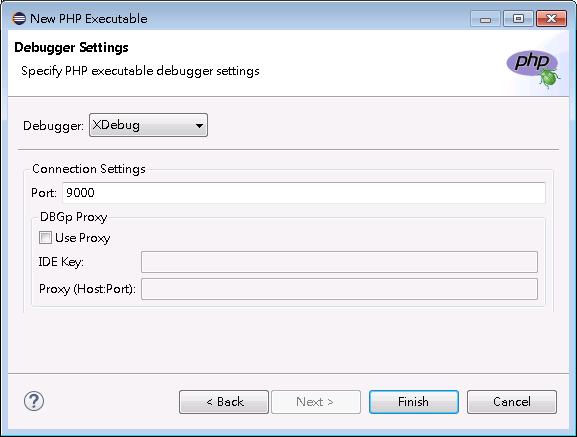 New PHP Executable
Debugger Settings
Specify PHP executable debugger settings
php
Debugger: XDebug
Connection Settings
Port: 9000
DBGp Proxy
Use Proxy
IDE Key:
Proxy (Host:Port):
? < Back Next > Finish Cancel